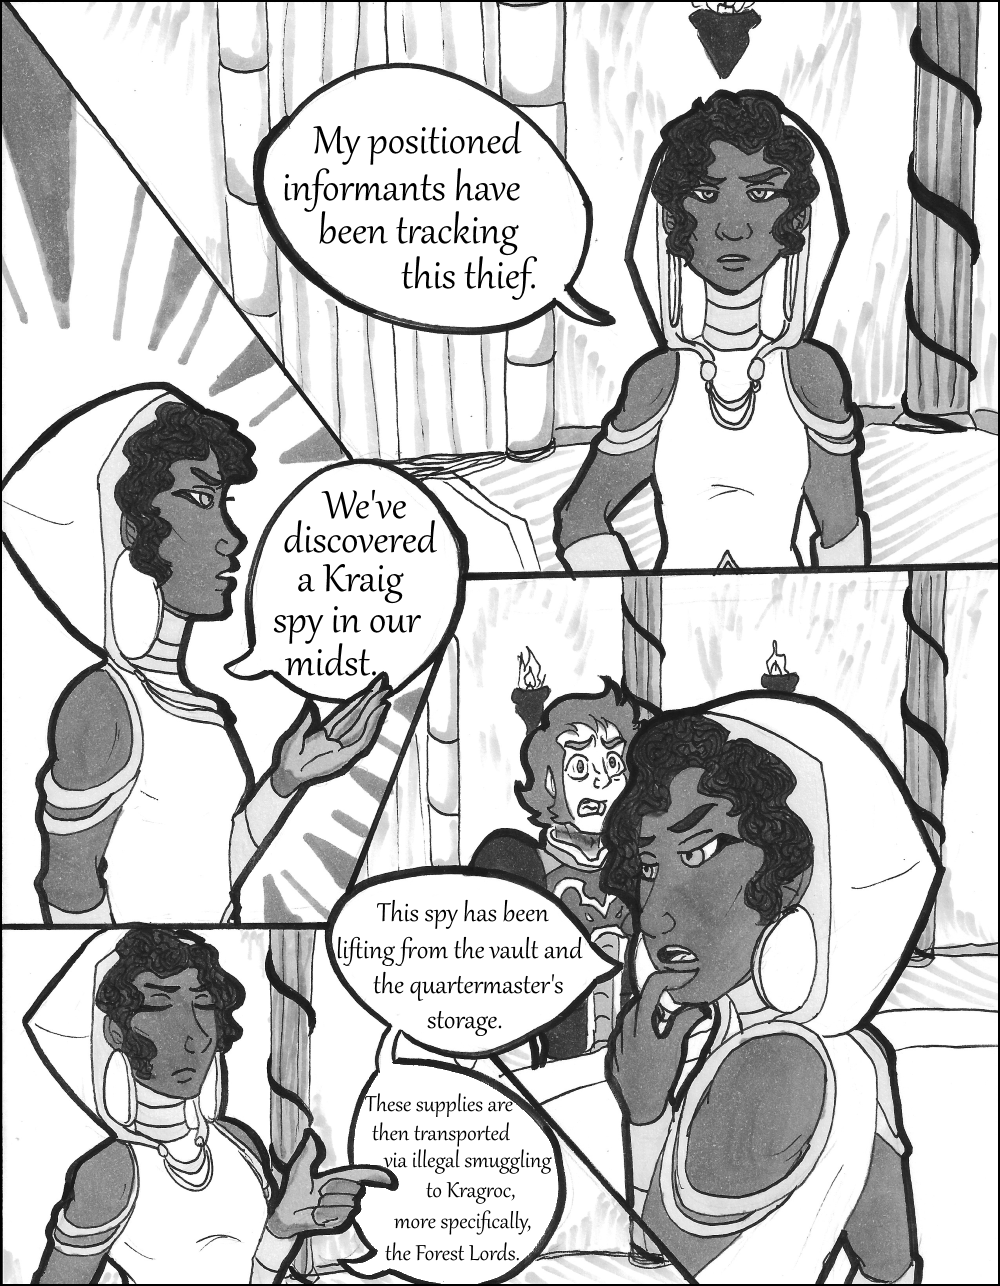 My positioned
informants have
been tracking
this thief.
We've
discovered
a Kraig
spy in our
midst.
This spy has been
lifting from the vault and
the quartermaster's
storage.
These supplies are
then transported
via illegal smuggling
to Kragroc,
more specifically,
the Forest Lords.